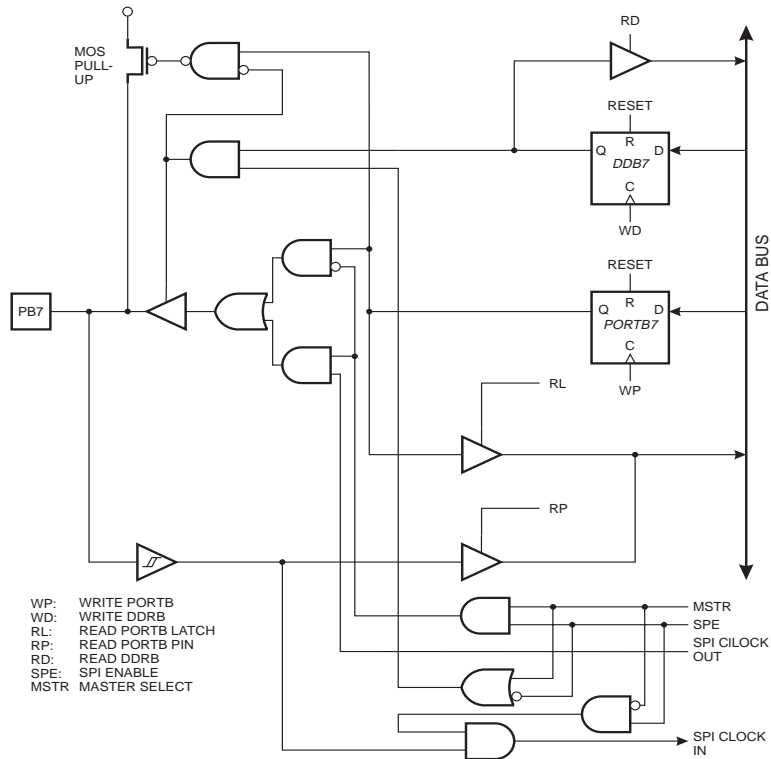 RD
MOS
PULL-
UP
RESET
R
Q
D
DDB7
C
WD
RESET
R
Q
D
PORTB7
C
WP
DATA BUS
PB7
RL
RP
WP: WRITE PORTB
WD: WRITE DDRB
RL: READ PORTB LATCH
RP: READ PORTB PIN
RD: READ DDRB
SPE: SPI ENABLE
MSTR MASTER SELECT
MSTR
SPE
SPI ClLOCK
OUT
SPI CLOCK
IN